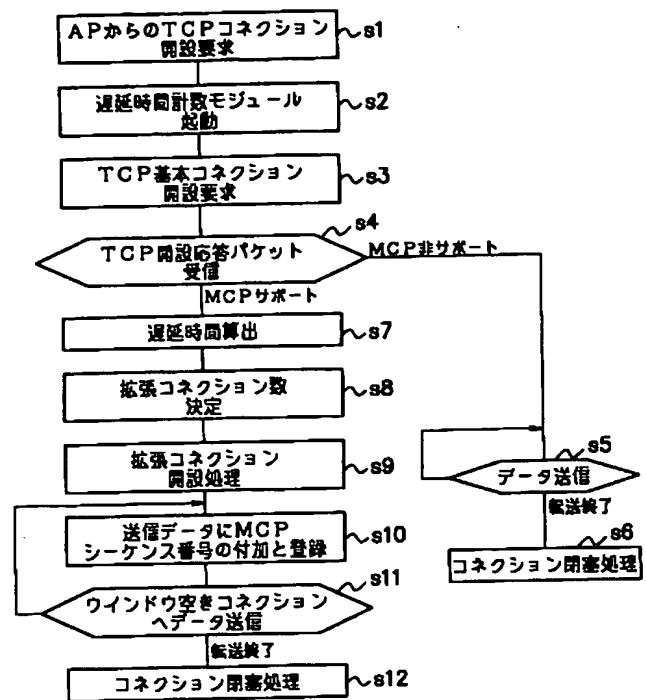 APからのTCPコネクション
開設要求
s1
遅延時間計数モジュール
起動
s2
TCP基本コネクション
開設要求
s3
s4
TCP開設応答パケット
受信
MCP非サポート
MCPサポート
遅延時間算出
s7
拡張コネクション数
決定
s8
拡張コネクション
開設処理
s9
s5
データ送信
転送終了
s6
コネクション閉塞処理
送信データにMCP
シーケンス番号の付加と登録
s10
s11
ウインドウ空きコネクション
へデータ送信
転送終了
コネクション閉塞処理
s12